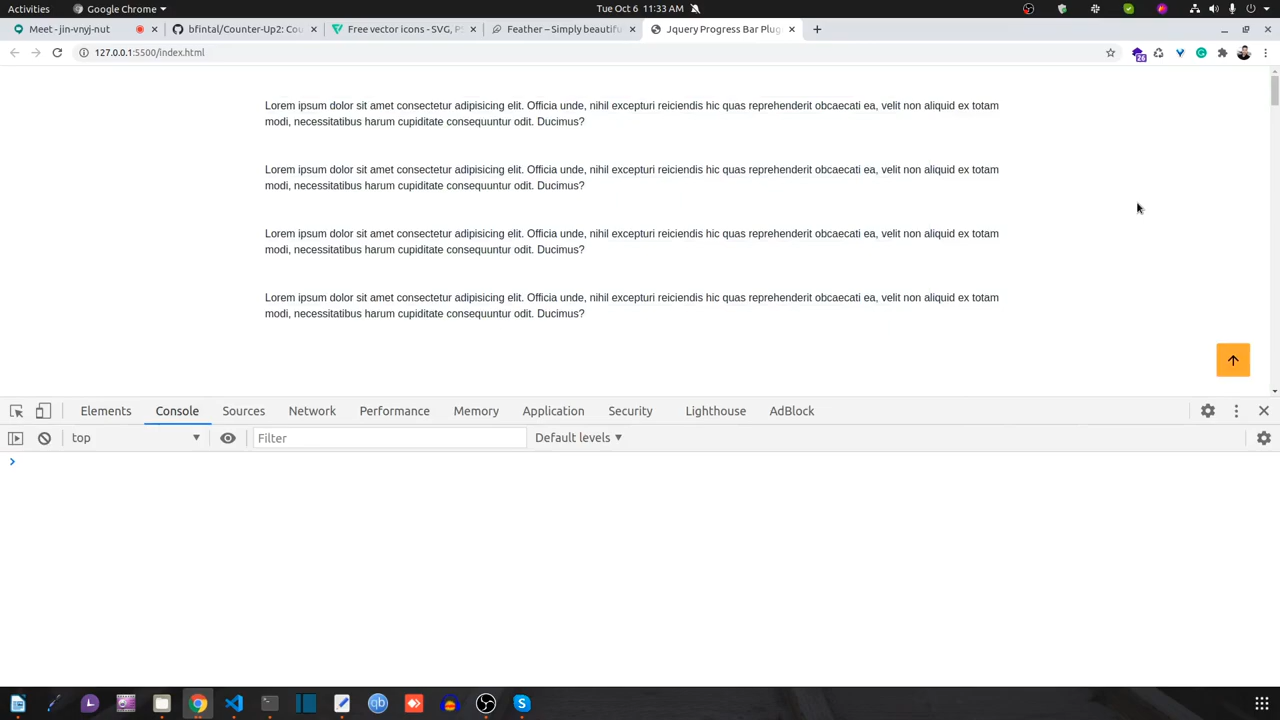 Activities
Google Chrome
Tue Oct 6 11:33 AM
Meet - jin-vnyj-nut
bfintal/Counter-Up2: Cou
Free vector icons - SVG, PS
Feather – Simply beautifu
Jquery Progress Bar Plug
127.0.0.1:5500/index.html
26
Lorem ipsum dolor sit amet consectetur adipisicing elit. Officia unde, nihil excepturi reiciendis hic quas reprehenderit obcaecati ea, velit non aliquid ex totam
modi, necessitatibus harum cupiditate consequuntur odit. Ducimus?
Lorem ipsum dolor sit amet consectetur adipisicing elit. Officia unde, nihil excepturi reiciendis hic quas reprehenderit obcaecati ea, velit non aliquid ex totam
modi, necessitatibus harum cupiditate consequuntur odit. Ducimus?
Lorem ipsum dolor sit amet consectetur adipisicing elit. Officia unde, nihil excepturi reiciendis hic quas reprehenderit obcaecati ea, velit non aliquid ex totam
modi, necessitatibus harum cupiditate consequuntur odit. Ducimus?
Lorem ipsum dolor sit amet consectetur adipisicing elit. Officia unde, nihil excepturi reiciendis hic quas reprehenderit obcaecati ea, velit non aliquid ex totam
modi, necessitatibus harum cupiditate consequuntur odit. Ducimus?
Elements
Console
Sources
Network
Performance
Memory
Application
Security
Lighthouse
AdBlock
top
Filter
Default levels
qb